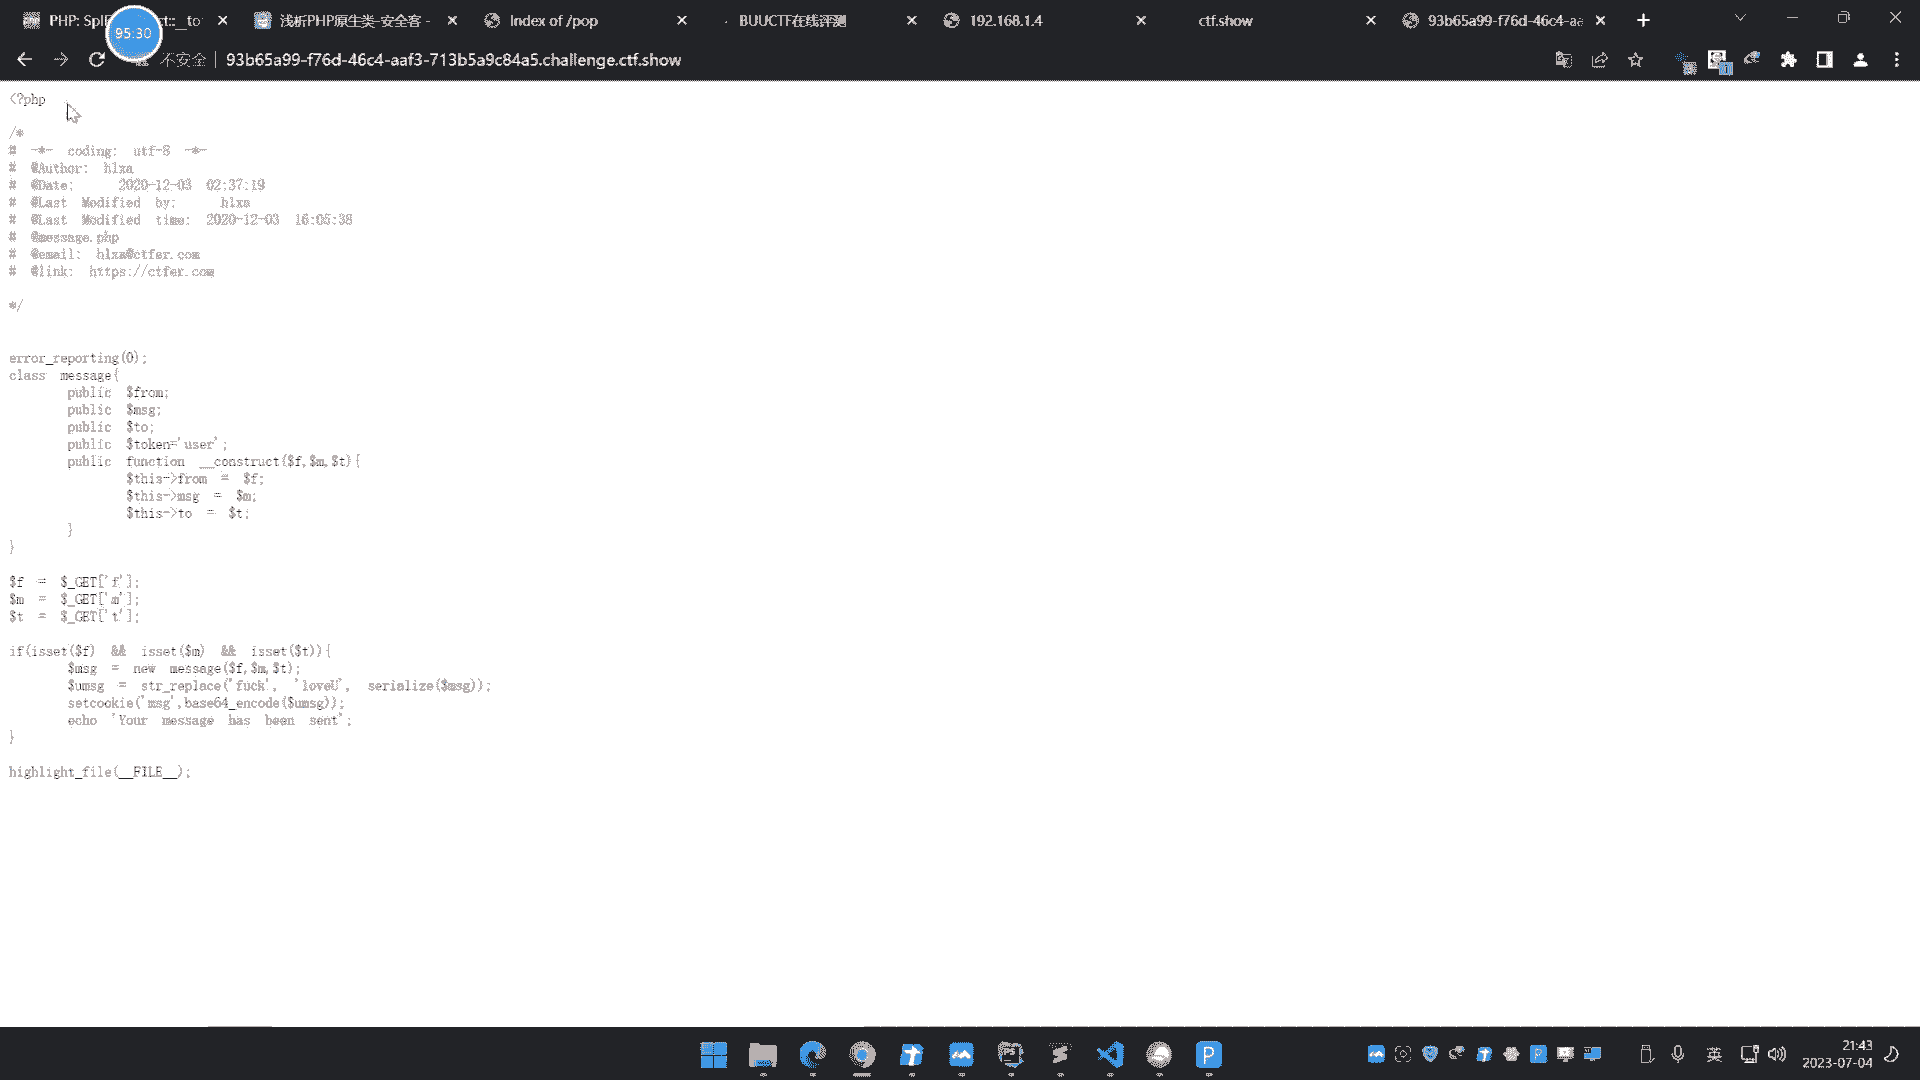 PHP: SplE
ct::__to
浅析PHP原生类-安全客 -
Index of /pop
BUUCTF在线评测
192.168.1.4
ctf.show
93b65a99-f76d-46c4-aa
95:30
不安全
93b65a99-f76d-46c4-aaf3-713b5a9c84a5.challenge.ctf.show
<?php
/*
# -*- coding: utf-8 -*-
# @Author: h1xa
# @Date: 2020-12-03 02:37:19
# @Last Modified by: h1xa
# @Last Modified time: 2020-12-03 16:05:38
# @message.php
# @email: h1xa@ctfer.com
# @link: https://ctfer.com
*/
error_reporting(0);
class message{
public $from;
public $msg;
public $to;
public $token='user';
public function __construct($f,$m,$t){
$this->from = $f;
$this->msg = $m;
$this->to = $t;
}
}
$f = $_GET['f'];
$m = $_GET['m'];
$t = $_GET['t'];
if(isset($f) && isset($m) && isset($t)){
$msg = new message($f,$m,$t);
$umsg = str_replace('fuck', 'loveU', serialize($msg));
setcookie('msg',base64_encode($umsg));
echo 'Your message has been sent';
}
highlight_file(__FILE__);
英
21:43
2023-07-04